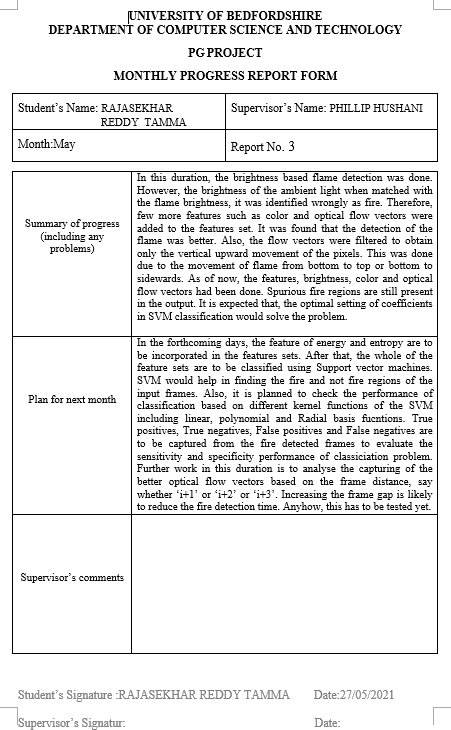 UNIVERSITY OF BEDFORDSHIRE
DEPARTMENT OF COMPUTER SCIENCE AND TECHNOLOGY
PG PROJECT
MONTHLY PROGRESS REPORT FORM
Student's Name: RAJASEKHAR
REDDY TAMMA
Supervisor's Name: PHILLIP HUSHANI
Month:May
Report No. 3
Summary of progress
(including any
problems)
In this duration, the brightness based flame detection was done.
However, the brightness of the ambient light when matched with
the flame brightness, it was identified wrongly as fire. Therefore,
few more features such as color and optical flow vectors were
added to the features set. It was found that the detection of the
flame was better. Also, the flow vectors were filtered to obtain
only the vertical upward movement of the pixels. This was done
due to the movement of flame from bottom to top or bottom to
sidewards. As of now, the features, brightness, color and optical
flow vectors had been done. Spurious fire regions are still present
in the output. It is expected that, the optimal setting of coefficients
in SVM classification would solve the problem.
Plan for next month
In the forthcoming days, the feature of energy and entropy are to
be incorporated in the features sets. After that, the whole of the
feature sets are to be classified using Support vector machines.
SVM would help in finding the fire and not fire regions of the
input frames. Also, it is planned to check the performance of
classification based on different kernel functions of the SVM
including linear, polynomial and Radial basis fucntions. True
positives, True negatives, False positives and False negatives are
to be captured from the fire detected frames to evaluate the
sensitivity and specificity performance of classiciation problem.
Further work in this duration is to analyse the capturing of the
better optical flow vectors based on the frame distance, say
whether 'i+1' or 'i+2' or 'i+3'. Increasing the frame gap is likely
to reduce the fire detection time. Anyhow, this has to be tested yet.
Supervisor's comments
Student's Signature :RAJASEKHAR REDDY TAMMA Date:27/05/2021
Supervisor's Signatur: Date: